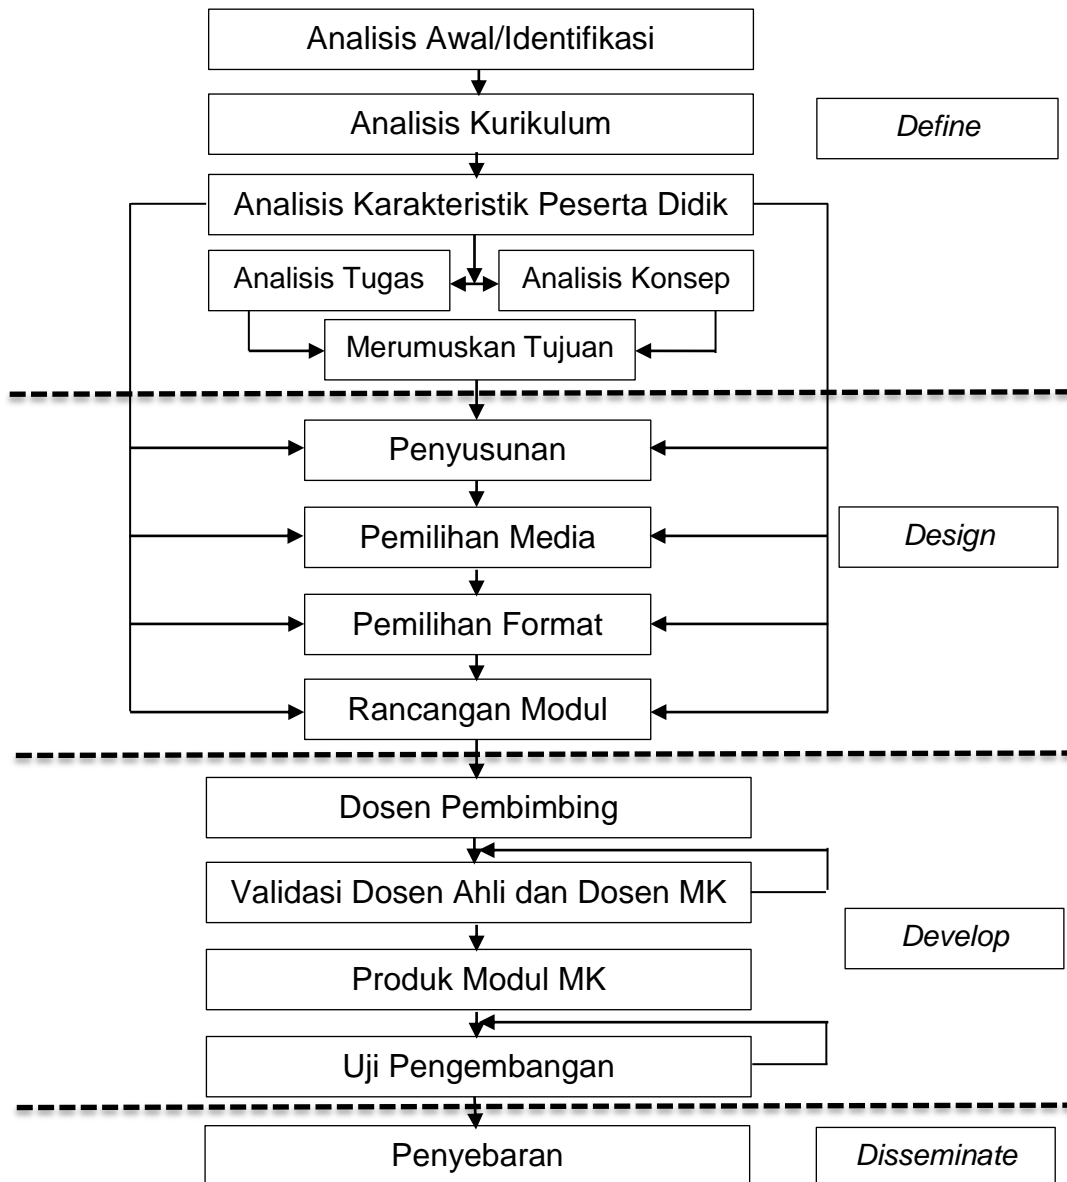 Analisis Awal/Identifikasi
Analisis Kurikulum
Define
Analisis Karakteristik Peserta Didik
Analisis Tugas
Analisis Konsep
Merumuskan Tujuan
Penyusunan
Pemilihan Media
Design
Pemilihan Format
Rancangan Modul
Dosen Pembimbing
Validasi Dosen Ahli dan Dosen MK
Develop
Produk Modul MK
Uji Pengembangan
Penyebaran
Disseminate